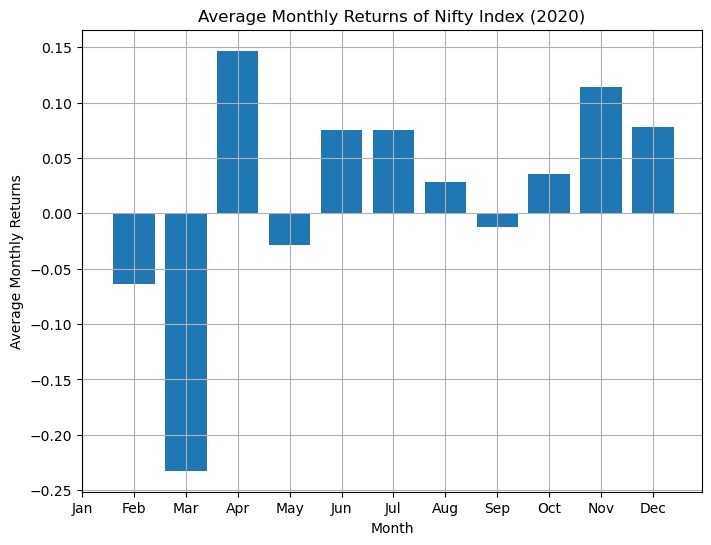 Average Monthly Returns of Nifty Index (2020)
Average Monthly Returns
0.15
0.10
0.05
0.00
−0.05
−0.10
−0.15
−0.20
−0.25
Jan Feb Mar Apr May Jun Jul Aug Sep Oct Nov Dec
Month